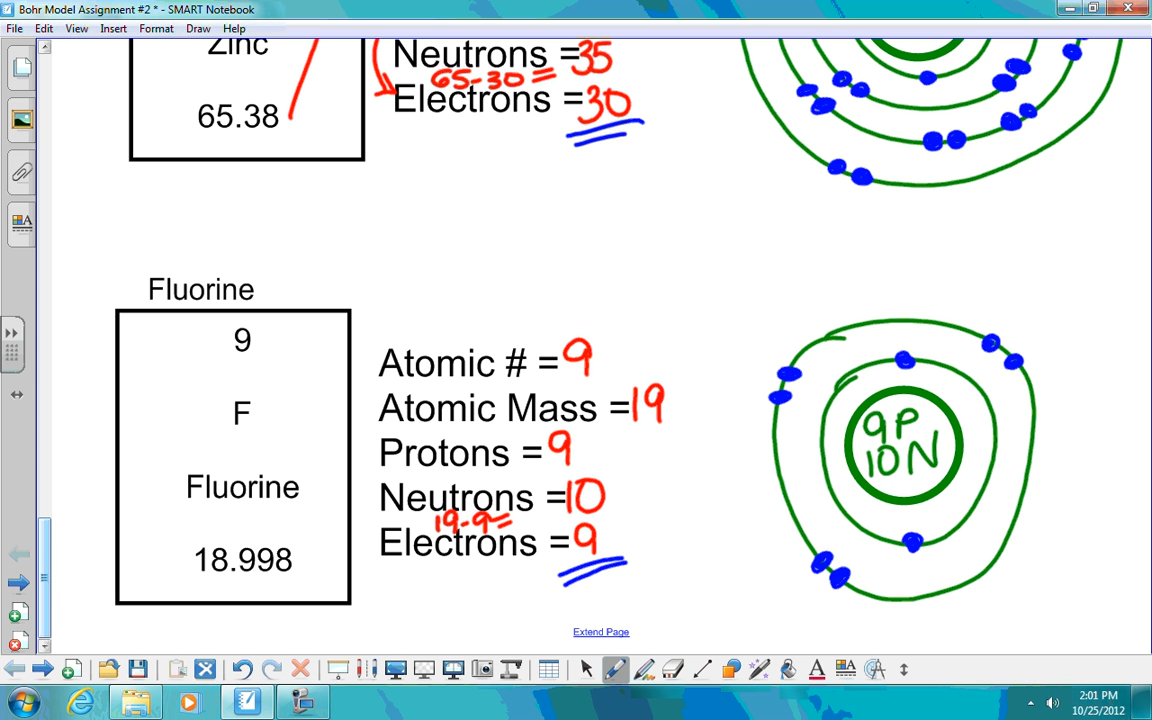 Bohr Model Assignment #2 * - SMART Notebook
File Edit View Insert Format Draw Help
Zinc
65.38
Neutrons =35
65-30=
Electrons =30
Fluorine
9
F
Fluorine
18.998
Atomic # =9
Atomic Mass =19
Protons =9
Neutrons =10
19-9=
Electrons =9
9P
10N
Extend Page
2:01 PM
10/25/2012